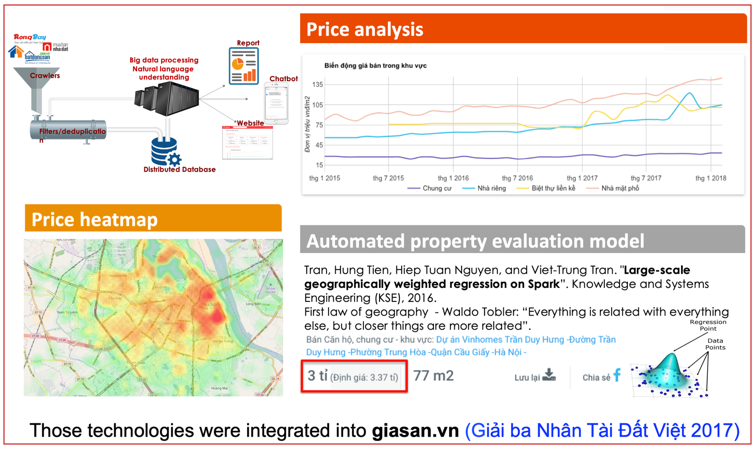 RongBay
muaban
nhadat
batdongsan
Crawlers
Filters/deduplicatio
n
Big data processing
Natural language
understanding
Distributed Database
Report
Chatbot
*Website
Price analysis
Biến động giá bán trong khu vực
Đơn vị triệu vnđ/m2
135
105
75
45
15
thg 1 2015
thg 7 2015
thg 1 2016
thg 7 2016
thg 1 2017
thg 7 2017
thg 1 2018
Chung cư
Nhà riêng
Biệt thự liền kề
Nhà mặt phố
Price heatmap
Automated property evaluation model
Tran, Hung Tien, Hiep Tuan Nguyen, and Viet-Trung Tran. "Large-scale
geographically weighted regression on Spark". Knowledge and Systems
Engineering (KSE), 2016.
First law of geography - Waldo Tobler: "Everything is related with everything
else, but closer things are more related".
Bán Căn hộ, chung cư - khu vực: Dự án Vinhomes Trần Duy Hưng -Đường Trần
Duy Hưng -Phường Trung Hòa -Quận Cầu Giấy -Hà Nội -
3 tỉ (Định giá: 3.37 tỉ) 77 m2 Lưu lại Chia sẻ
Regression
Point
Data
Points
Those technologies were integrated into giasan.vn (Giải ba Nhân Tài Đất Việt 2017)